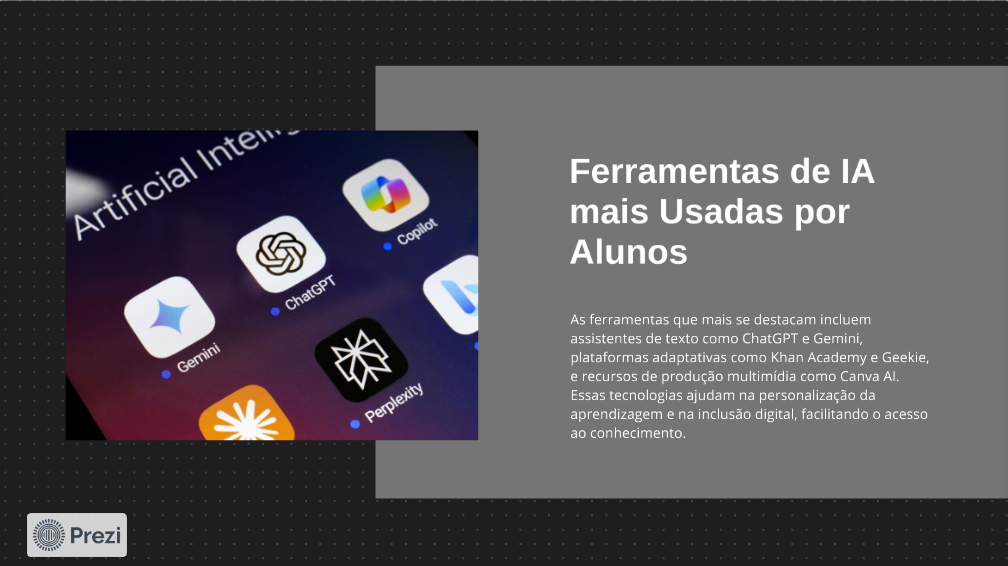 Artificial
Copilot
ChatGPT
Gemini
Perplexity
Ferramentas de IA
mais Usadas por
Alunos
As ferramentas que mais se destacam incluem
assistentes de texto como ChatGPT e Gemini,
plataformas adaptativas como Khan Academy e Geekie,
e recursos de produção multimídia como Canva AI.
Essas tecnologias ajudam na personalização da
aprendizagem e na inclusão digital, facilitando o acesso
ao conhecimento.
Prezi